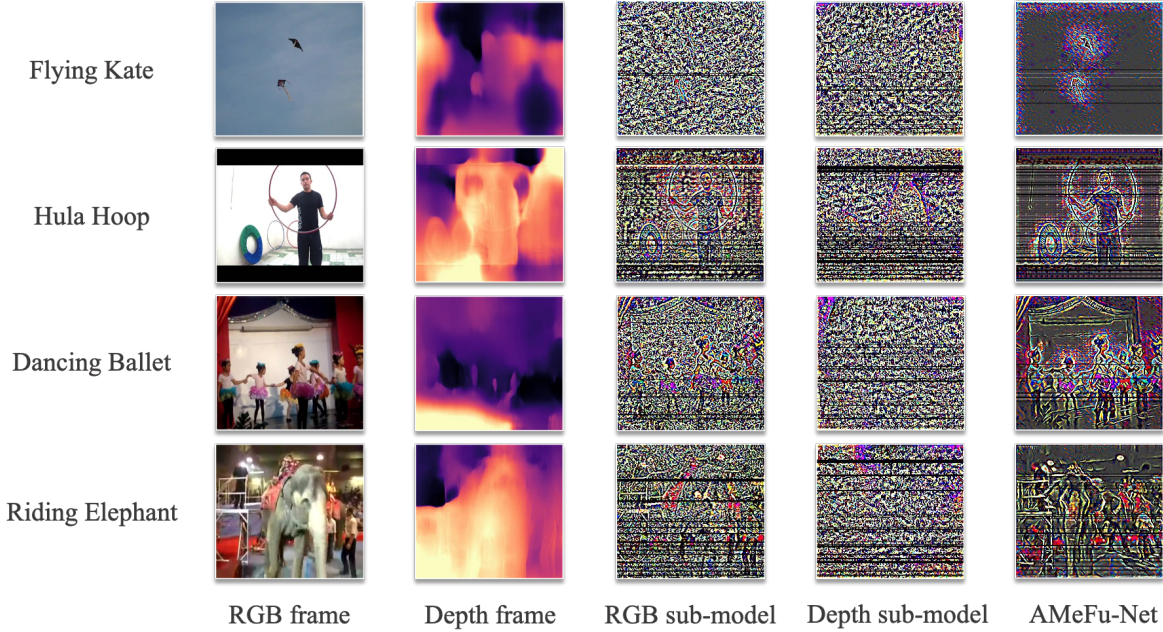 Flying Kate
Hula Hoop
Dancing Ballet
Riding Elephant
RGB frame Depth frame RGB sub-model Depth sub-model AMeFu-Net